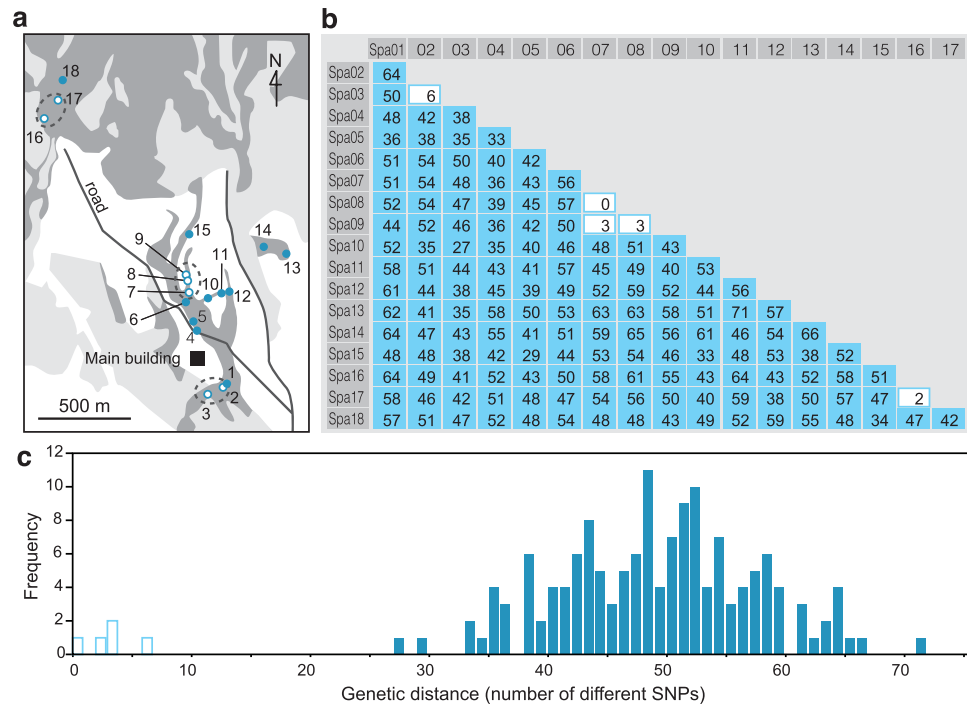 a
18
N
17
16
road
15
14
9
11
8
10
13
7
12
6
5
4
Main building
1
500 m
3
2
b
Spa01 02 03 04 05 06 07 08 09 10 11 12 13 14 15 16 17
Spa02 64
Spa03 50 6
Spa04 48 42 38
Spa05 36 38 35 33
Spa06 51 54 50 40 42
Spa07 51 54 48 36 43 56
Spa08 52 54 47 39 45 57 0
Spa09 44 52 46 36 42 50 3 3
Spa10 52 35 27 35 40 46 48 51 43
Spa11 58 51 44 43 41 57 45 49 40 53
Spa12 61 44 38 45 39 49 52 59 52 44 56
Spa13 62 41 35 58 50 53 63 63 58 51 71 57
Spa14 64 47 43 55 41 51 59 65 56 61 46 54 66
Spa15 48 48 38 42 29 44 53 54 46 33 48 53 38 52
Spa16 64 49 41 52 43 50 58 61 55 43 64 43 52 58 51
Spa17 58 46 42 51 48 47 54 56 50 40 59 38 50 57 47 2
Spa18 57 51 47 52 48 54 48 48 43 49 52 59 55 48 34 47 42
c
12
10
8
6
4
2
0
Frequency
0 10 20 30 40 50 60 70
Genetic distance (number of different SNPs)